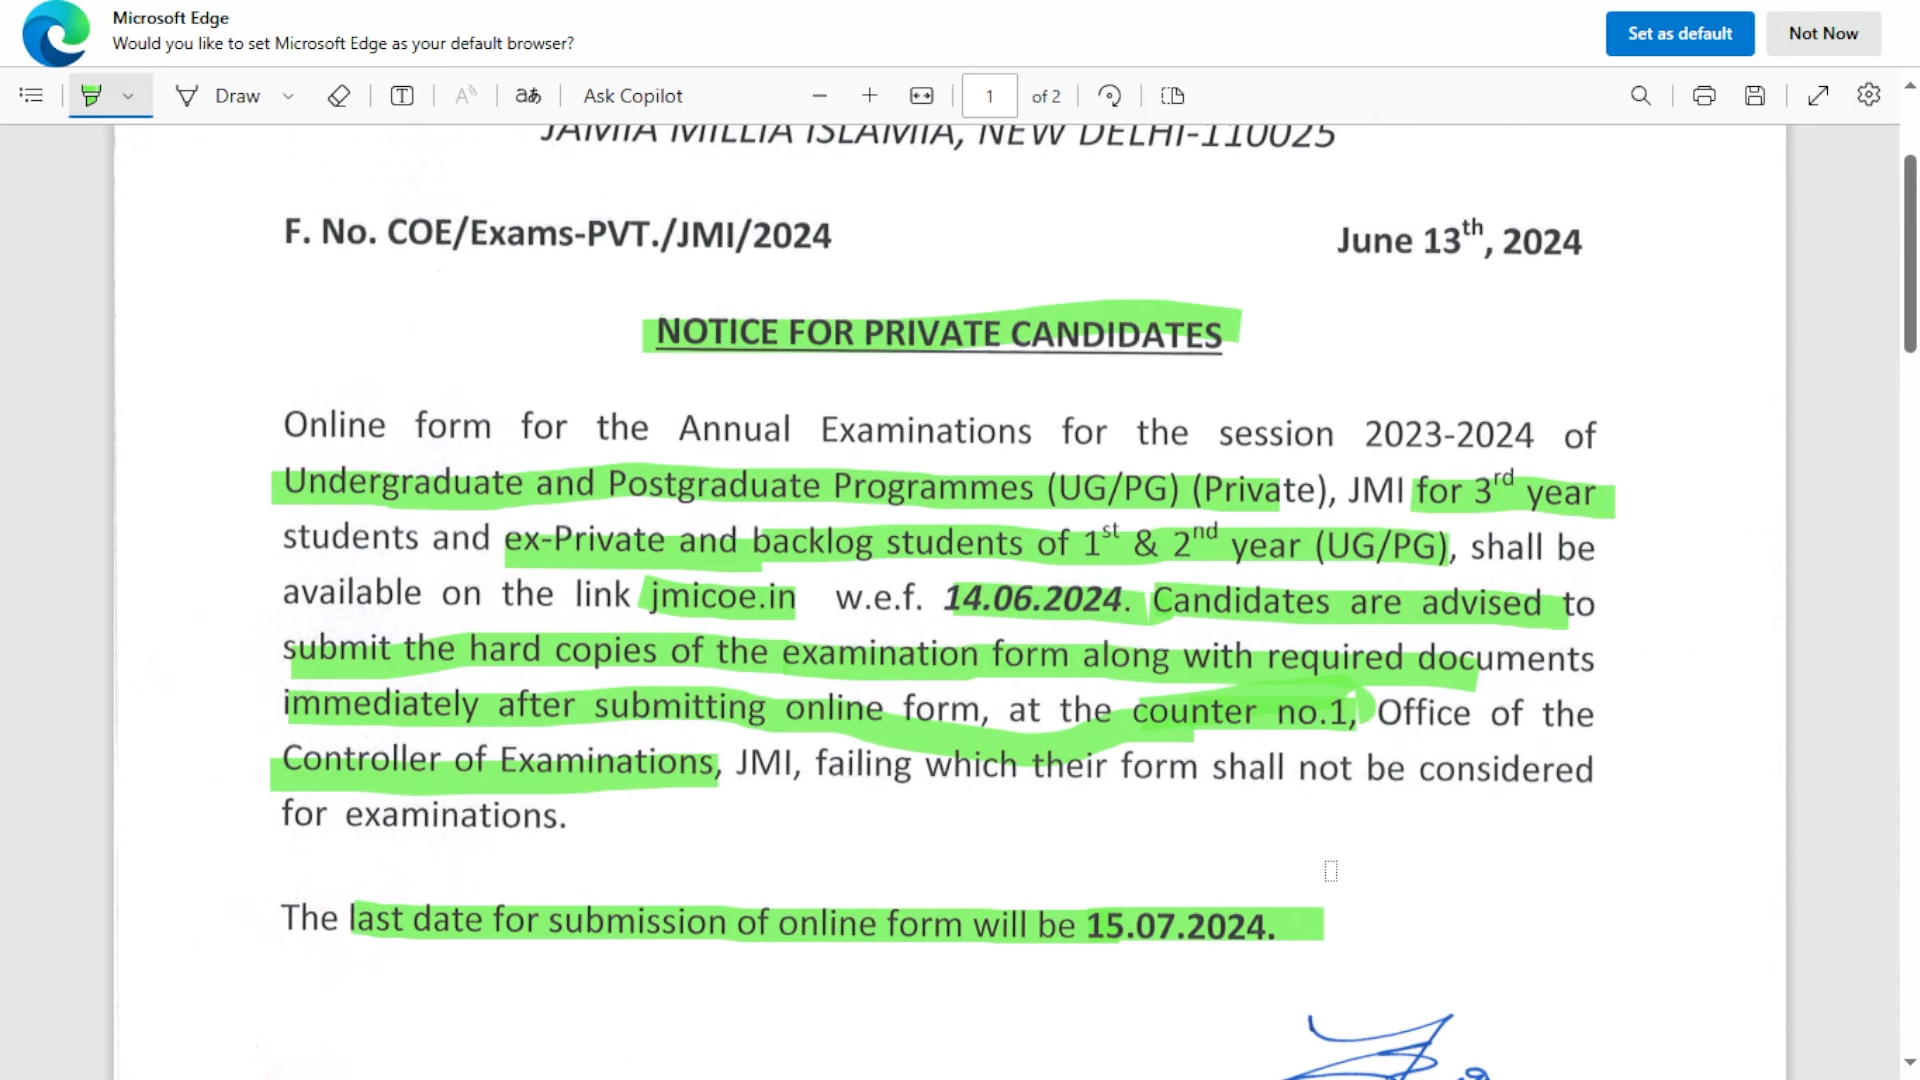 Microsoft Edge
Would you like to set Microsoft Edge as your default browser?
Set as default
Not Now
Draw
Ask Copilot
1
of 2
JAMIA MILLIA ISLAMIA, NEW DELHI-110025
F. No. COE/Exams-PVT./JMI/2024
June 13th, 2024
NOTICE FOR PRIVATE CANDIDATES
Online form for the Annual Examinations for the session 2023-2024 of
Undergraduate and Postgraduate Programmes (UG/PG) (Private), JMI for 3rd year
students and ex-Private and backlog students of 1st & 2nd year (UG/PG), shall be
available on the link jmicoe.in w.e.f. 14.06.2024. Candidates are advised to
submit the hard copies of the examination form along with required documents
immediately after submitting online form, at the counter no.1, Office of the
Controller of Examinations, JMI, failing which their form shall not be considered
for examinations.
The last date for submission of online form will be 15.07.2024.